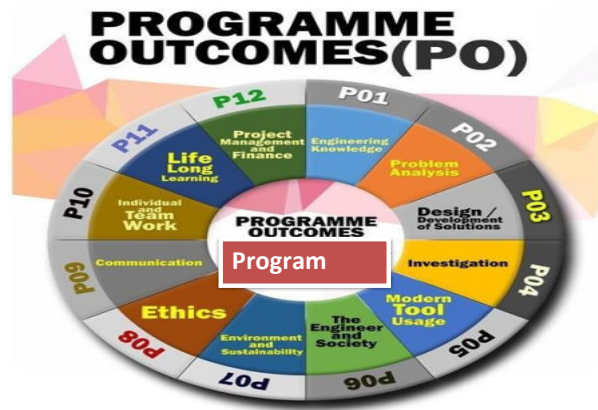 PROGRAMME
OUTCOMES(PO)
P01
Engineering
Knowledge
P02
Problem
Analysis
P03
Design /
Development
of Solutions
P04
Investigation
P05
Modern
Tool
Usage
P06
The
Engineer
and
Society
P07
Environment
and
Sustainability
P08
Ethics
P09
Communication
P10
Individual
and
Team
Work
P11
Life
Long
Learning
P12
Project
Management
and
Finance
PROGRAMME
OUTCOMES
Program